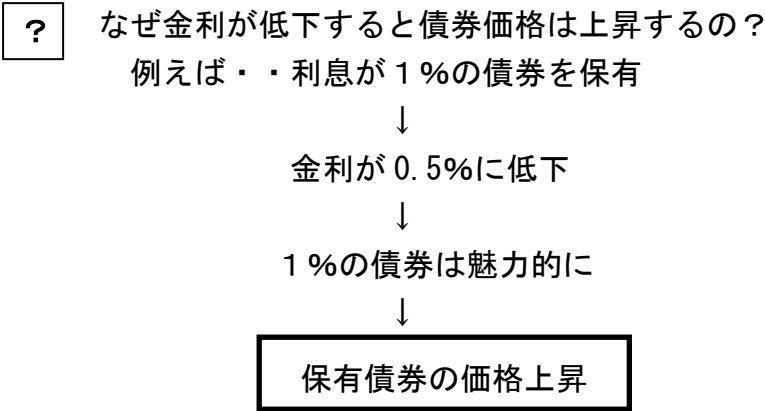 ？
なぜ金利が低下すると債券価格は上昇するの？
例えば・・利息が１％の債券を保有
↓
金利が0.5％に低下
↓
１％の債券は魅力的に
↓
保有債券の価格上昇